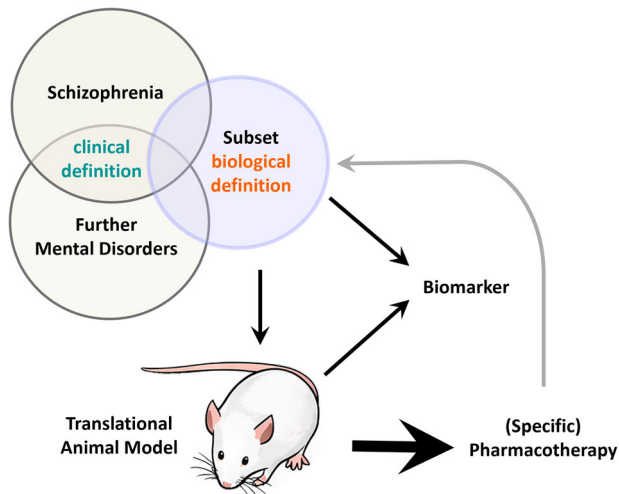 Schizophrenia
clinical
definition
Further
Mental Disorders
Subset
biological
definition
Biomarker
Translational
Animal Model
(Specific)
Pharmacotherapy